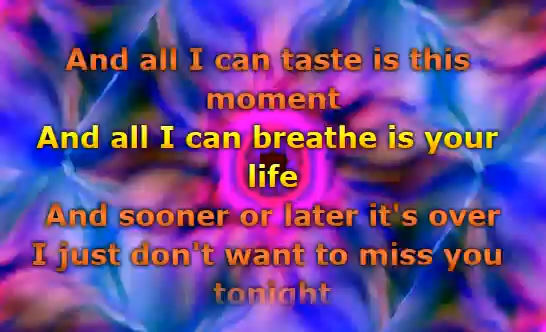 And all I can taste is this
moment
And all I can breathe is your
life
And sooner or later it's over
I just don't want to miss you
tonight